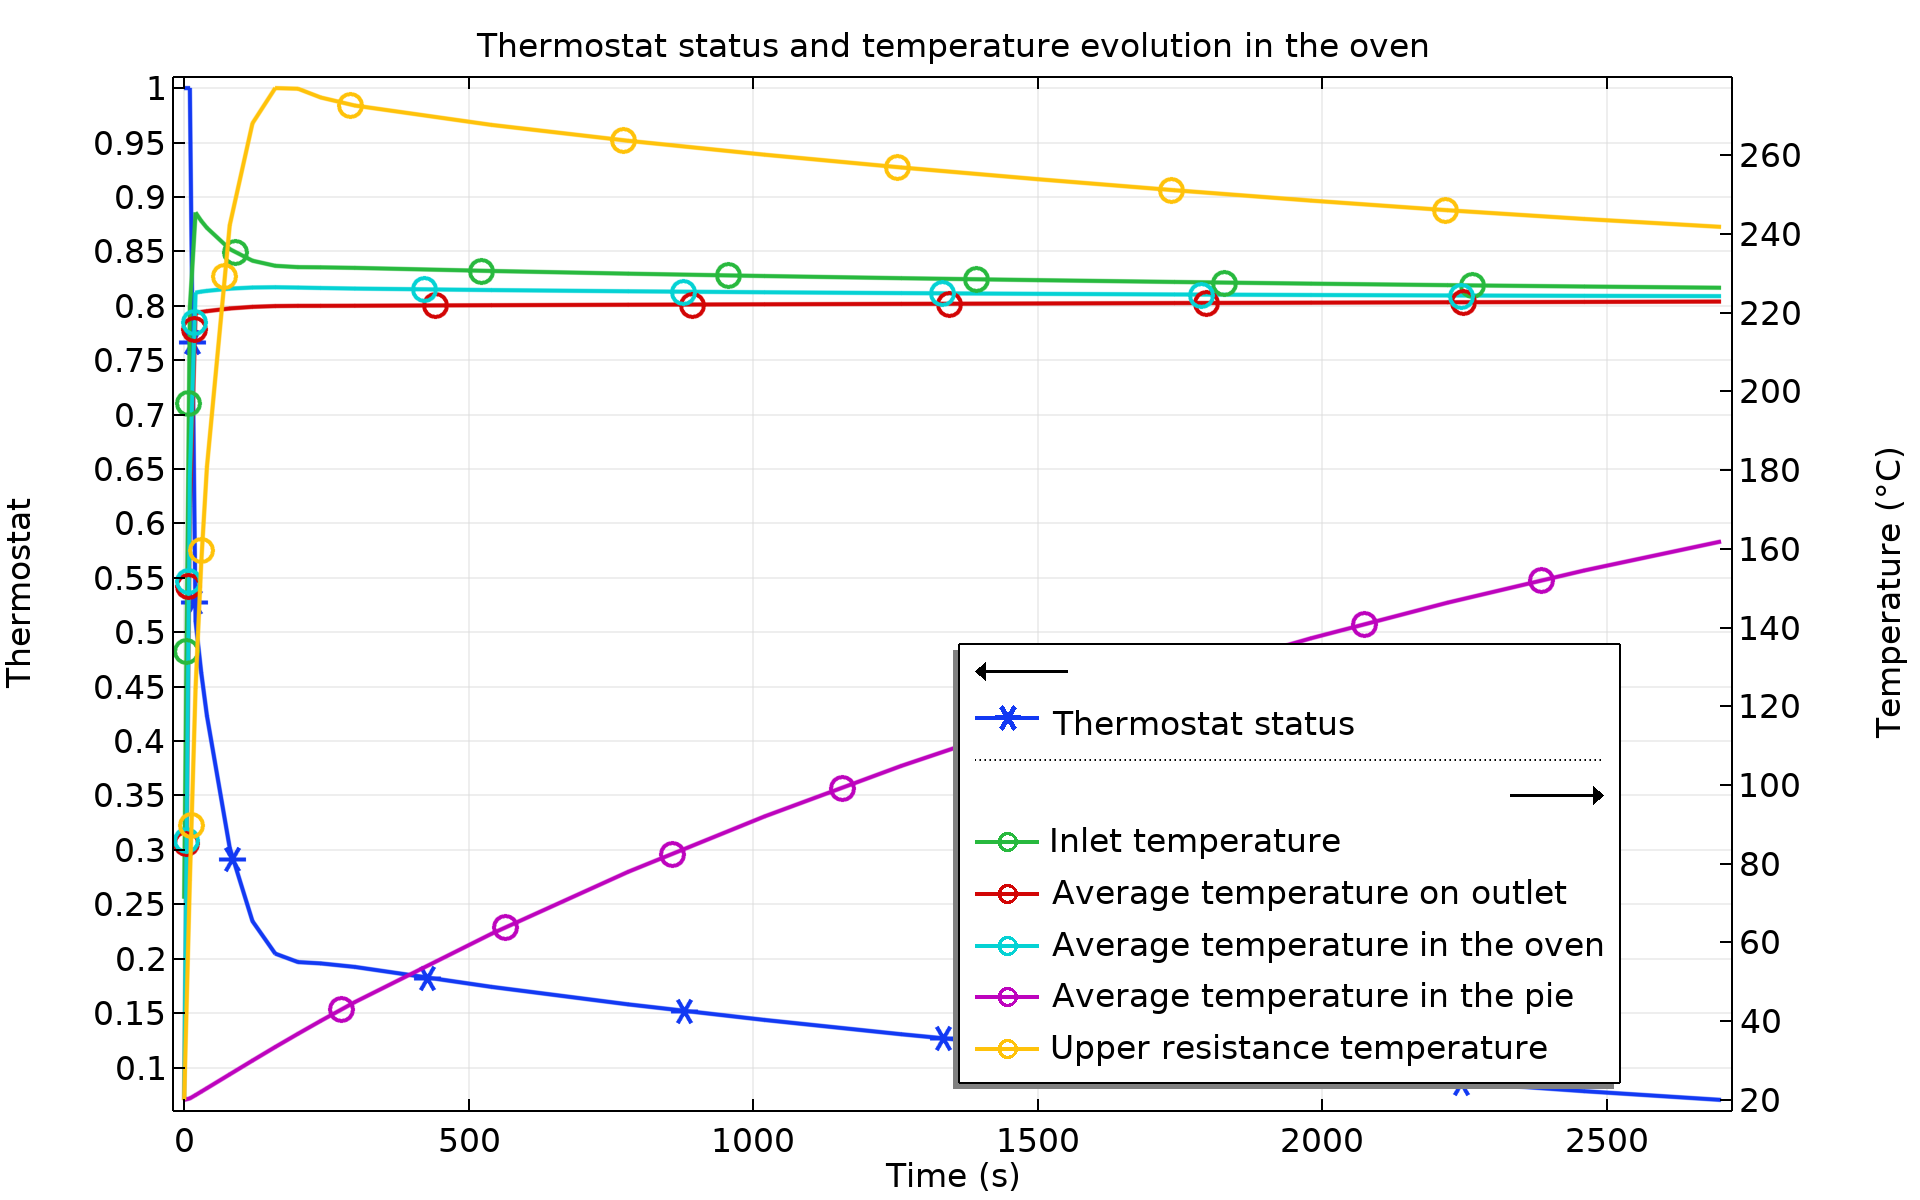 Thermostat status and temperature evolution in the oven
1
0.95
0.9
0.85
0.8
0.75
0.7
0.65
0.6
0.55
0.5
0.45
0.4
0.35
0.3
0.25
0.2
0.15
0.1
Thermostat
260
240
220
200
180
160
140
120
100
80
60
40
20
Temperature (°C)
Thermostat status
Inlet temperature
Average temperature on outlet
Average temperature in the oven
Average temperature in the pie
Upper resistance temperature
0 500 1000 1500 2000 2500
Time (s)